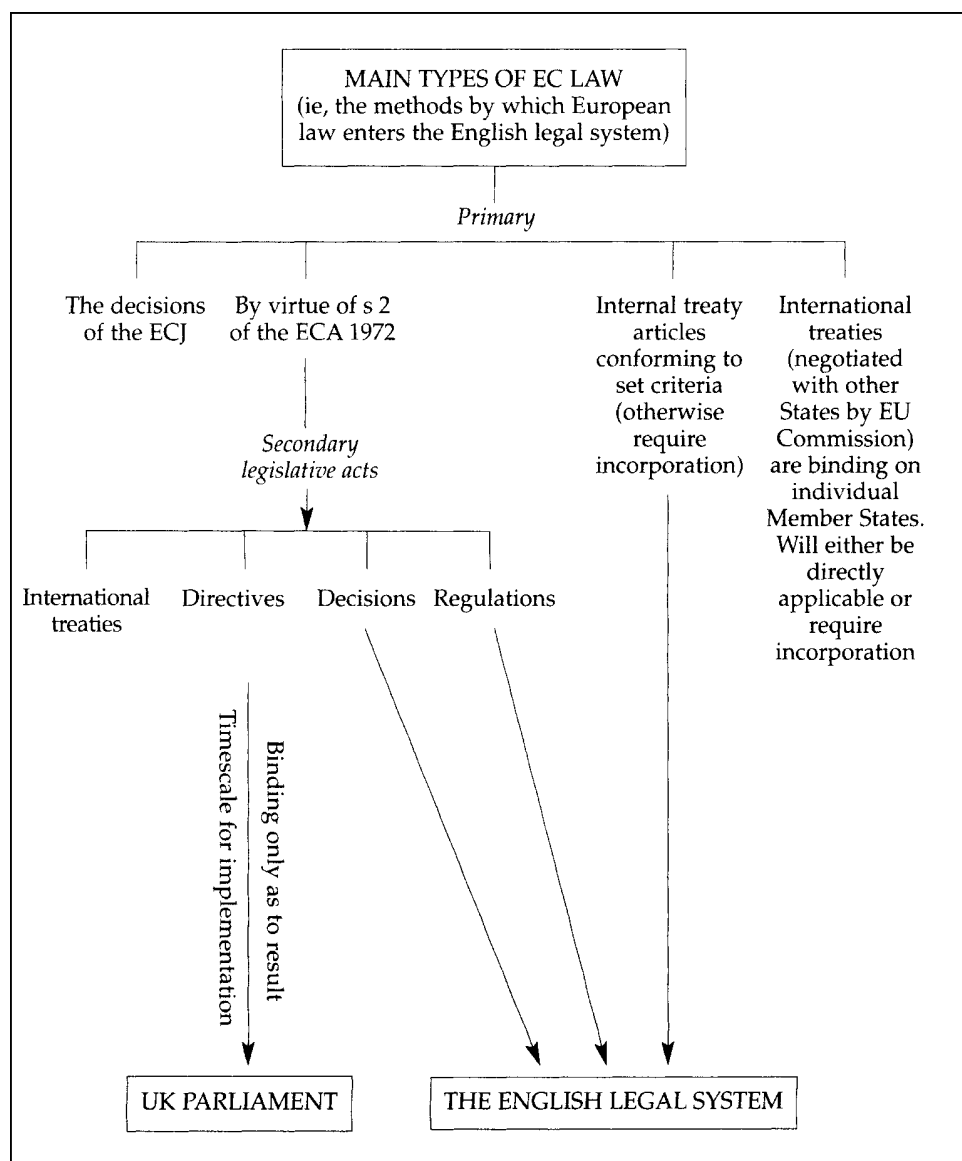 MAIN TYPES OF EC LAW
(ie, the methods by which European
law enters the English legal system)
Primary
The decisions
of the ECJ
By virtue of s 2
of the ECA 1972
Internal treaty
articles
conforming to
set criteria
(otherwise
require
incorporation)
International
treaties
(negotiated
with other
States by EU
Commission)
are binding on
individual
Member States.
Will either be
directly
applicable or
require
incorporation
Secondary
legislative acts
International
treaties
Directives
Decisions
Regulations
Binding only as to result
Timescale for implementation
UK PARLIAMENT
THE ENGLISH LEGAL SYSTEM